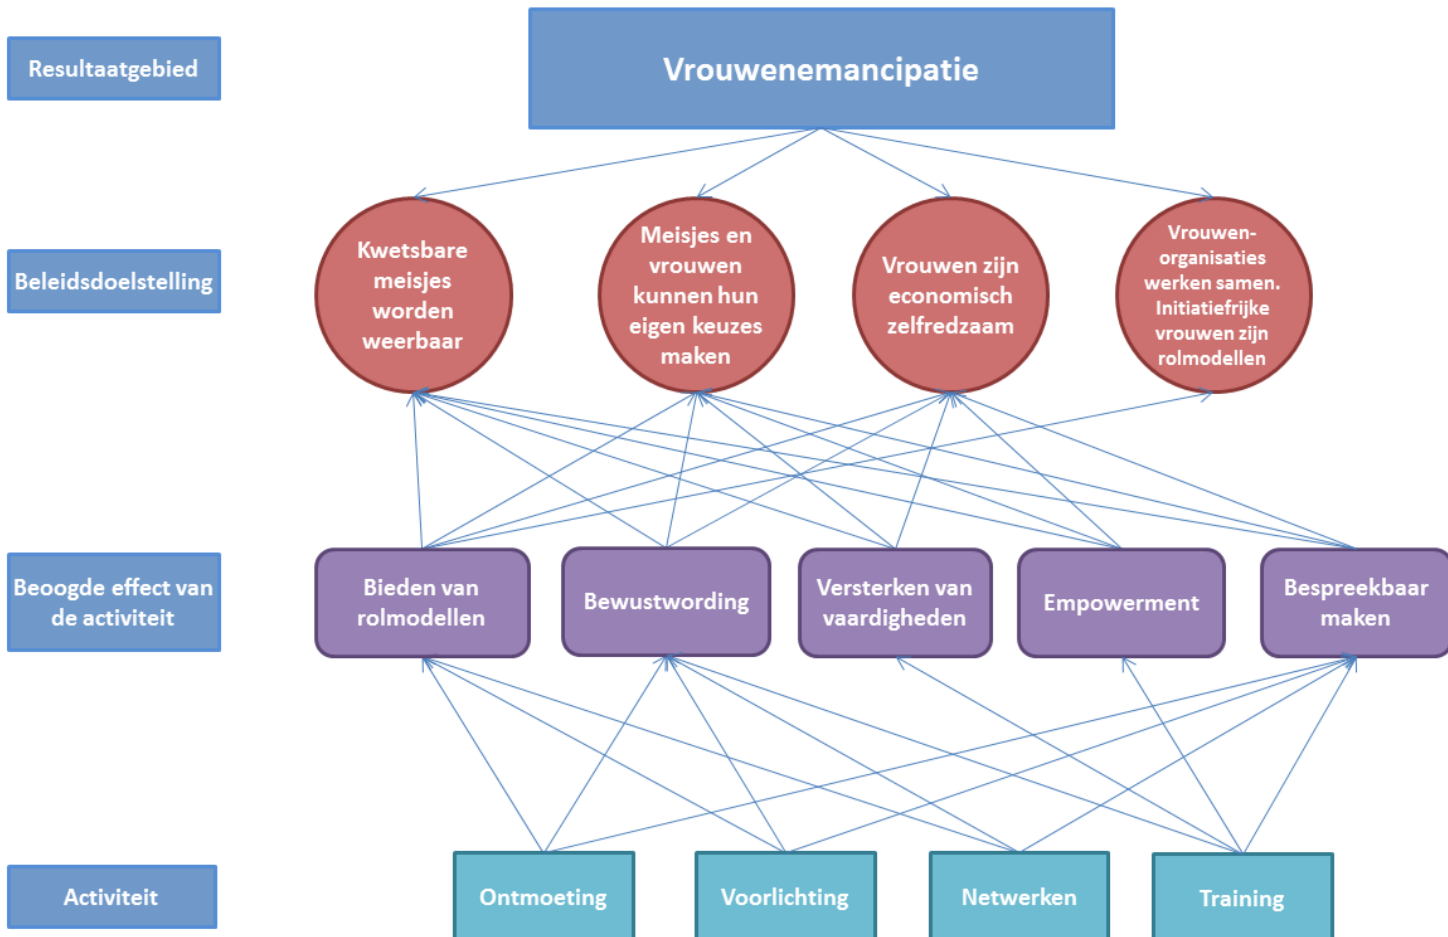 Resultaatgebied
Vrouwenemancipatie
Beleidsdoelstelling
Kwetsbare
meisjes
worden
weerbaar
Meisjes en
vrouwen
kunnen hun
eigen keuzes
maken
Vrouwen zijn
economisch
zelfredzaam
Vrouwen-
organisaties
werken samen.
Initiatiefrijke
vrouwen zijn
rolmodellen
Beoogde effect van
de activiteit
Bieden van
rolmodellen
Bewustwording
Versterken van
vaardigheden
Empowerment
Bespreekbaar
maken
Activiteit
Ontmoeting
Voorlichting
Netwerken
Training